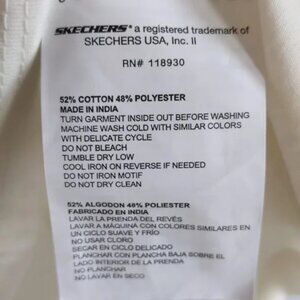 SKECHERS® a registered trademark of
SKECHERS USA, Inc. II
RN# 118930
52% COTTON 48% POLYESTER
MADE IN INDIA
TURN GARMENT INSIDE OUT BEFORE WASHING
MACHINE WASH COLD WITH SIMILAR COLORS
WITH DELICATE CYCLE
DO NOT BLEACH
TUMBLE DRY LOW
COOL IRON ON REVERSE IF NEEDED
DO NOT IRON MOTIF
DO NOT DRY CLEAN
52% ALGODON 48% POLIESTER
FABRICADO EN INDIA
LAVAR LA PRENDA DEL REVÉS
LAVAR A MÁQUINA CON COLORES SIMILARES EN
UN CICLO SUAVE Y FRÍO
NO USAR CLORO
SECAR EN CICLO DELICADO
PLANCHAR CON PLANCHA BAJA SOBRE EL
LADO INTERIOR DE LA PRENDA
NO PLANCHAR
NO LAVAR EN SECO